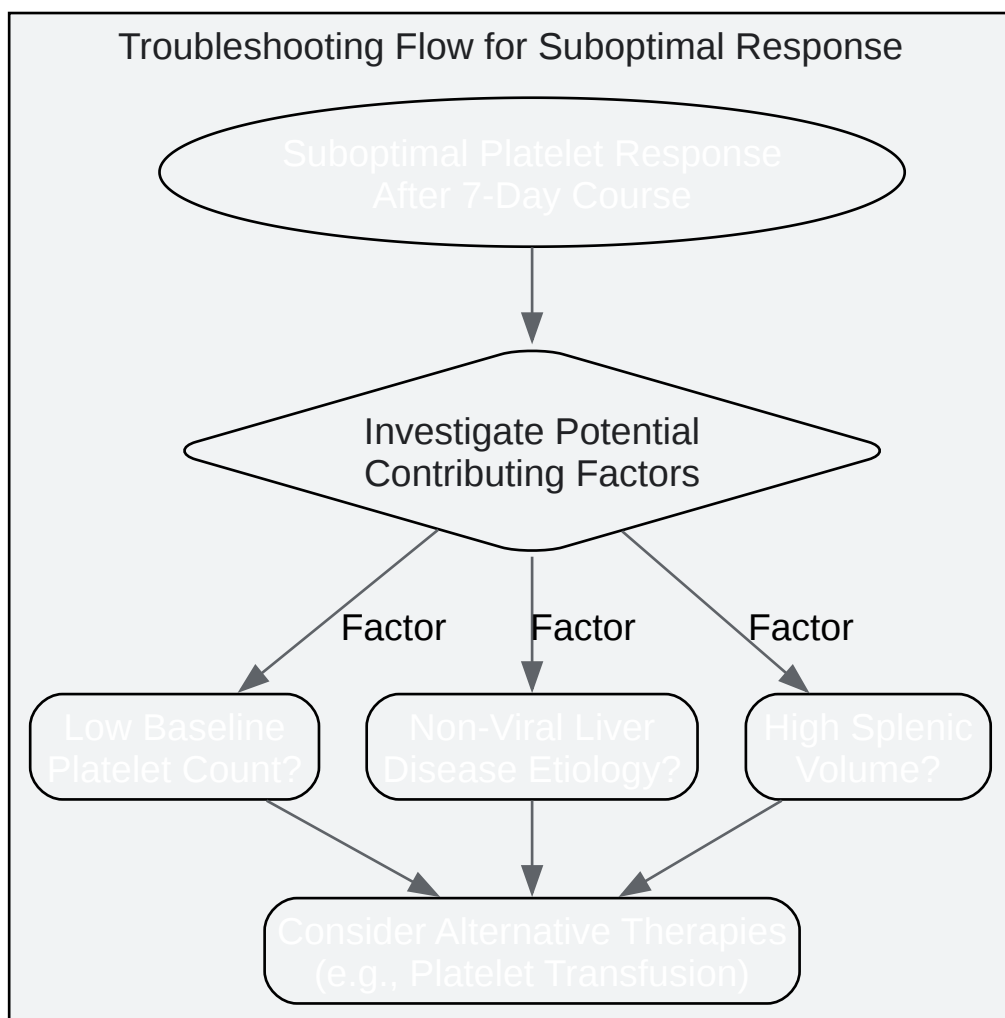 Troubleshooting Flow for Suboptimal Response
Suboptimal Platelet Response
After 7-Day Course
Investigate Potential
Contributing Factors
Factor
Factor
Factor
Low Baseline
Platelet Count?
Non-Viral Liver
Disease Etiology?
High Splenic
Volume?
Consider Alternative Therapies
(e.g., Platelet Transfusion)